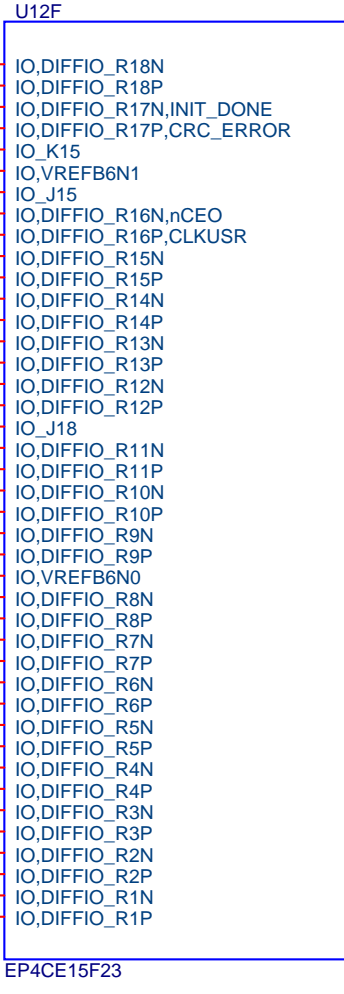 U12F
IO,DIFFIO_R18N
IO,DIFFIO_R18P
IO,DIFFIO_R17N,INIT_DONE
IO,DIFFIO_R17P,CRC_ERROR
IO_K15
IO,VREFB6N1
IO_J15
IO,DIFFIO_R16N,nCEO
IO,DIFFIO_R16P,CLKUSR
IO,DIFFIO_R15N
IO,DIFFIO_R15P
IO,DIFFIO_R14N
IO,DIFFIO_R14P
IO,DIFFIO_R13N
IO,DIFFIO_R13P
IO,DIFFIO_R12N
IO,DIFFIO_R12P
IO_J18
IO,DIFFIO_R11N
IO,DIFFIO_R11P
IO,DIFFIO_R10N
IO,DIFFIO_R10P
IO,DIFFIO_R9N
IO,DIFFIO_R9P
IO,VREFB6N0
IO,DIFFIO_R8N
IO,DIFFIO_R8P
IO,DIFFIO_R7N
IO,DIFFIO_R7P
IO,DIFFIO_R6N
IO,DIFFIO_R6P
IO,DIFFIO_R5N
IO,DIFFIO_R5P
IO,DIFFIO_R4N
IO,DIFFIO_R4P
IO,DIFFIO_R3N
IO,DIFFIO_R3P
IO,DIFFIO_R2N
IO,DIFFIO_R2P
IO,DIFFIO_R1N
IO,DIFFIO_R1P
EP4CE15F23